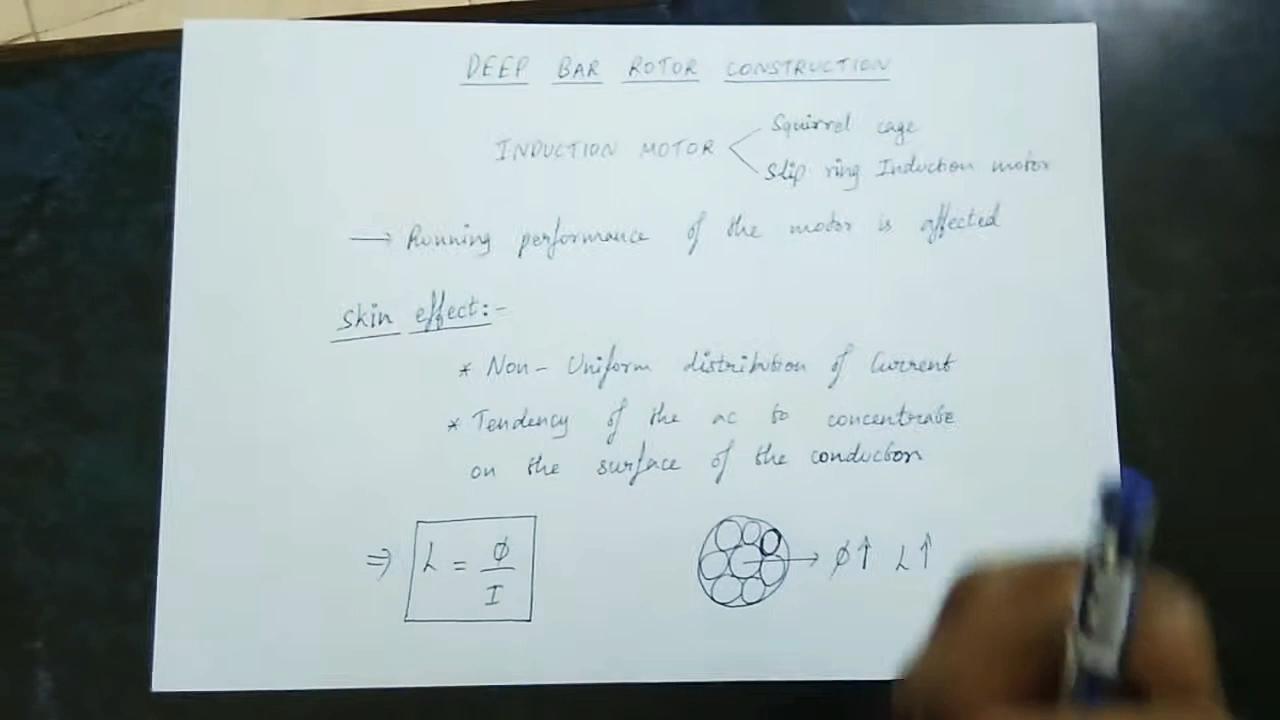 DEEP BAR ROTOR CONSTRUCTION
INDUCTION MOTOR
Squirrel cage
Slip ring Induction motor
→ Running performance of the motor is affected
Skin effect:-
* Non-Uniform distribution of Current
* Tendency of the ac to concentrate
on the surface of the conductor
⇒ L = φ / I
φ↑ L↑